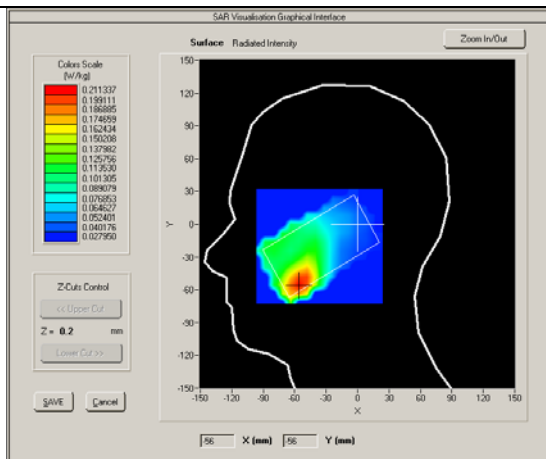 SAR Visualisation Graphical Interface
Surface Radiated Intensity
Zoom In/Out
Colors Scale
(W/kg)
0.211337
0.199111
0.186885
0.174659
0.162434
0.150208
0.137982
0.125756
0.113530
0.101305
0.089079
0.076853
0.064627
0.052401
0.040176
0.027950
Z-Cuts Control
<< Upper Cut
Z = 0.2 mm
Lower Cut >>
SAVE Cancel
150-
120-
90-
60-
30-
0-
-30-
-60-
-90-
-120-
-150-
Y
-150 -120 -90 -60 -30 0 30 60 90 120 150
X
-56 X (mm) -56 Y (mm)